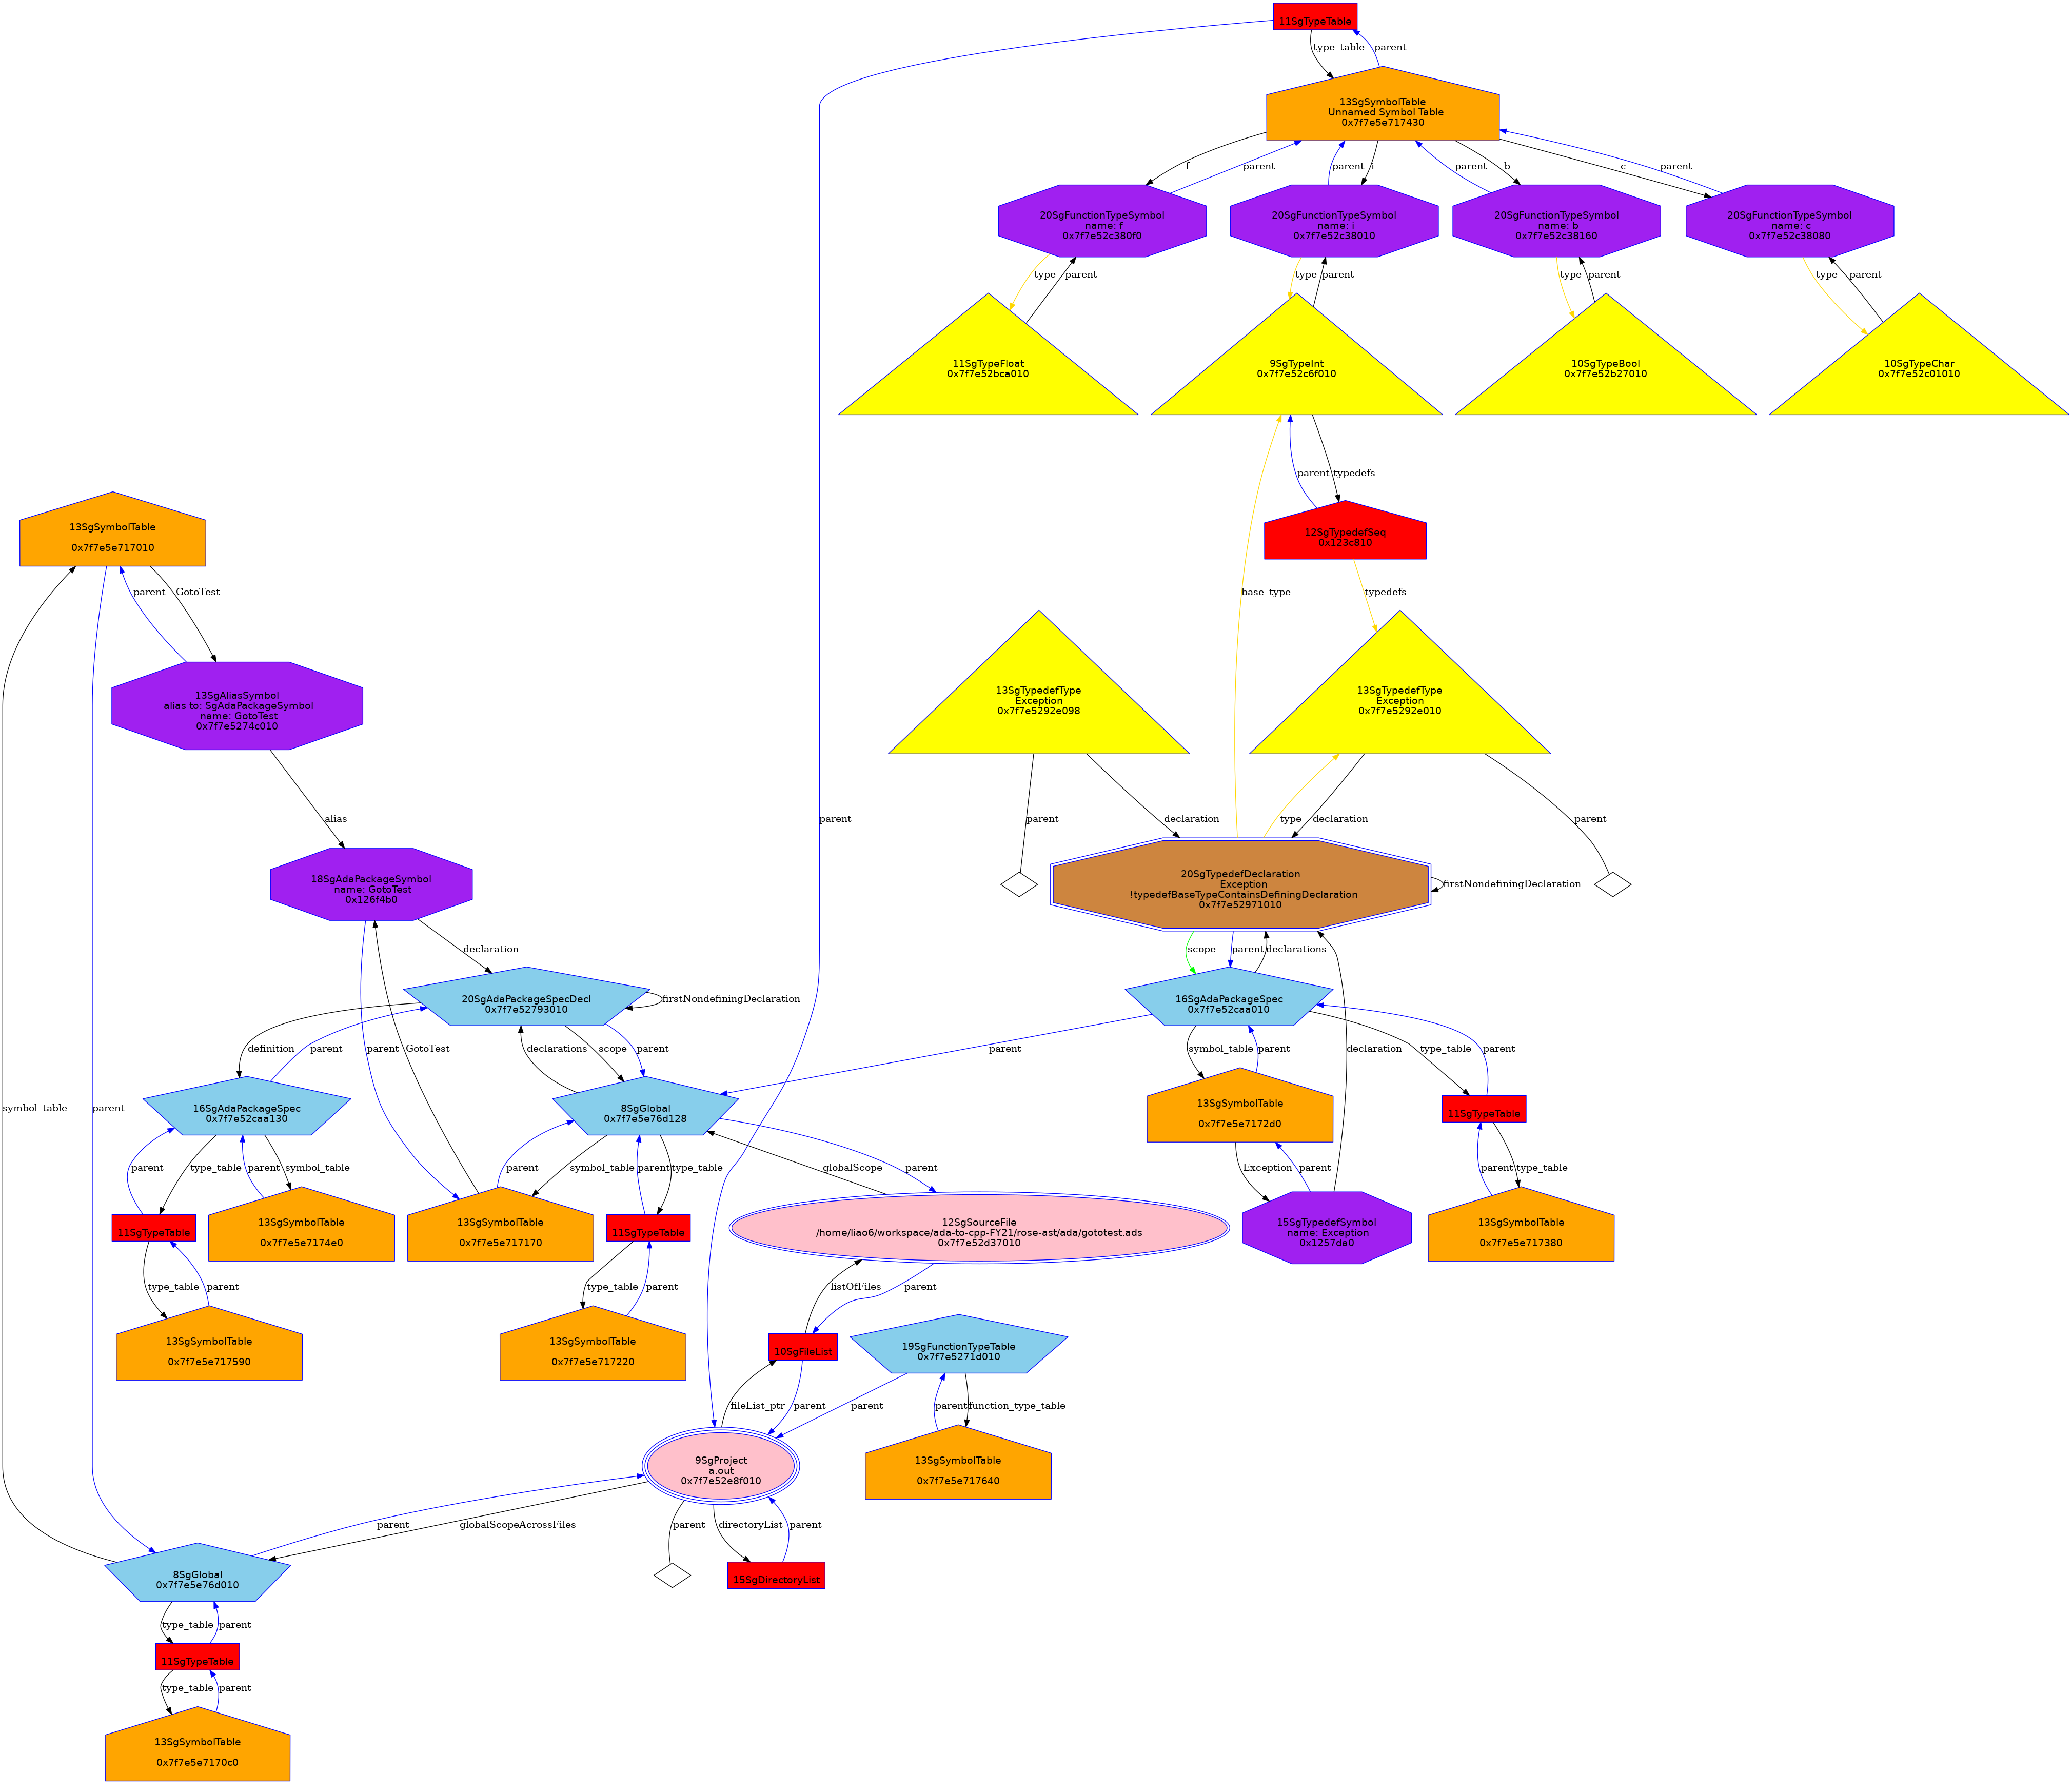 11SgTypeTable
type_table
parent
13SgSymbolTable
Unnamed Symbol Table
0x7f7e5e717430
f
parent
parent
i
parent
b
c
parent
20SgFunctionTypeSymbol
name: f
0x7f7e52c380f0
20SgFunctionTypeSymbol
name: i
0x7f7e52c38010
20SgFunctionTypeSymbol
name: b
0x7f7e52c38160
20SgFunctionTypeSymbol
name: c
0x7f7e52c38080
type
parent
type
parent
type
parent
type
parent
11SgTypeFloat
0x7f7e52bca010
9SgTypeInt
0x7f7e52c6f010
10SgTypeBool
0x7f7e52b27010
10SgTypeChar
0x7f7e52c01010
parent
typedefs
13SgSymbolTable
0x7f7e5e717010
12SgTypedefSeq
0x123c810
parent
GotoTest
base_type
typedefs
13SgAliasSymbol
alias to: SgAdaPackageSymbol
name: GotoTest
0x7f7e5274c010
13SgTypedefType
Exception
0x7f7e5292e098
13SgTypedefType
Exception
0x7f7e5292e010
alias
parent
parent
declaration
type
declaration
parent
18SgAdaPackageSymbol
name: GotoTest
0x126f4b0
20SgTypedefDeclaration
Exception
!typedefBaseTypeContainsDefiningDeclaration
0x7f7e52971010
firstNondefiningDeclaration
declaration
scope
parent
declarations
20SgAdaPackageSpecDecl
0x7f7e52793010
firstNondefiningDeclaration
16SgAdaPackageSpec
0x7f7e52caa010
definition
parent
parent
GotoTest
declarations
scope
parent
parent
symbol_table
parent
type_table
parent
declaration
symbol_table
parent
16SgAdaPackageSpec
0x7f7e52caa130
8SgGlobal
0x7f7e5e76d128
13SgSymbolTable
0x7f7e5e7172d0
11SgTypeTable
parent
type_table
parent
symbol_table
parent
symbol_table
parent
type_table
globalScope
parent
Exception
parent
parent
type_table
11SgTypeTable
13SgSymbolTable
0x7f7e5e7174e0
13SgSymbolTable
0x7f7e5e717170
11SgTypeTable
12SgSourceFile
/home/liao6/workspace/ada-to-cpp-FY21/rose-ast/ada/gototest.ads
0x7f7e52d37010
15SgTypedefSymbol
name: Exception
0x1257da0
13SgSymbolTable
0x7f7e5e717380
type_table
parent
type_table
parent
listOfFiles
parent
13SgSymbolTable
0x7f7e5e717590
13SgSymbolTable
0x7f7e5e717220
10SgFileList
19SgFunctionTypeTable
0x7f7e5271d010
fileList_ptr
parent
parent
parent
function_type_table
9SgProject
a.out
0x7f7e52e8f010
13SgSymbolTable
0x7f7e5e717640
parent
globalScopeAcrossFiles
parent
directoryList
parent
8SgGlobal
0x7f7e5e76d010
15SgDirectoryList
type_table
parent
11SgTypeTable
type_table
parent
13SgSymbolTable
0x7f7e5e7170c0